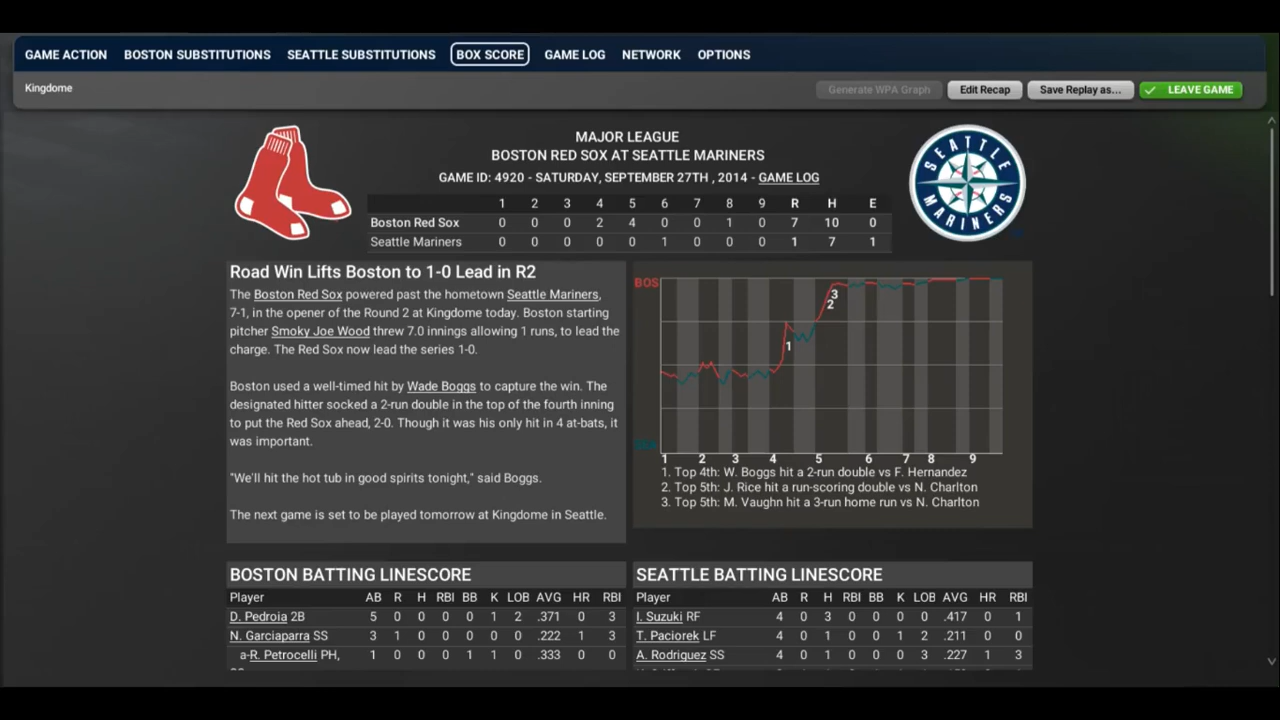 GAME ACTION BOSTON SUBSTITUTIONS SEATTLE SUBSTITUTIONS BOX SCORE GAME LOG NETWORK OPTIONS
Kingdome Generate WPA Graph Edit Recap Save Replay as... LEAVE GAME
MAJOR LEAGUE
BOSTON RED SOX AT SEATTLE MARINERS
GAME ID: 4920 - SATURDAY, SEPTEMBER 27TH , 2014 - GAME LOG
SEATTLE MARINERS
1 2 3 4 5 6 7 8 9 R H E
Boston Red Sox 0 0 0 2 4 0 0 1 0 7 10 0
Seattle Mariners 0 0 0 0 0 1 0 0 0 1 7 1
Road Win Lifts Boston to 1-0 Lead in R2
The Boston Red Sox powered past the hometown Seattle Mariners,
7-1, in the opener of the Round 2 at Kingdome today. Boston starting
pitcher Smoky Joe Wood threw 7.0 innings allowing 1 runs, to lead the
charge. The Red Sox now lead the series 1-0.
Boston used a well-timed hit by Wade Boggs to capture the win. The
designated hitter socked a 2-run double in the top of the fourth inning
to put the Red Sox ahead, 2-0. Though it was his only hit in 4 at-bats, it
was important.
"We'll hit the hot tub in good spirits tonight," said Boggs.
The next game is set to be played tomorrow at Kingdome in Seattle.
BOS
3
2
1
1 2 3 4 5 6 7 8 9
1. Top 4th: W. Boggs hit a 2-run double vs F. Hernandez
2. Top 5th: J. Rice hit a run-scoring double vs N. Charlton
3. Top 5th: M. Vaughn hit a 3-run home run vs N. Charlton
BOSTON BATTING LINESCORE
Player AB R H RBI BB K LOB AVG HR RBI
D. Pedroia 2B 5 0 0 0 0 1 2 .371 0 3
N. Garciaparra SS 3 1 0 0 0 0 0 .222 1 3
a-R. Petrocelli PH, 1 0 0 0 1 1 0 .333 0 0
SEATTLE BATTING LINESCORE
Player AB R H RBI BB K LOB AVG HR RBI
I. Suzuki RF 4 0 3 0 0 0 0 .417 0 1
T. Paciorek LF 4 0 1 0 0 1 2 .211 0 0
A. Rodriguez SS 4 0 1 0 0 0 3 .227 1 3